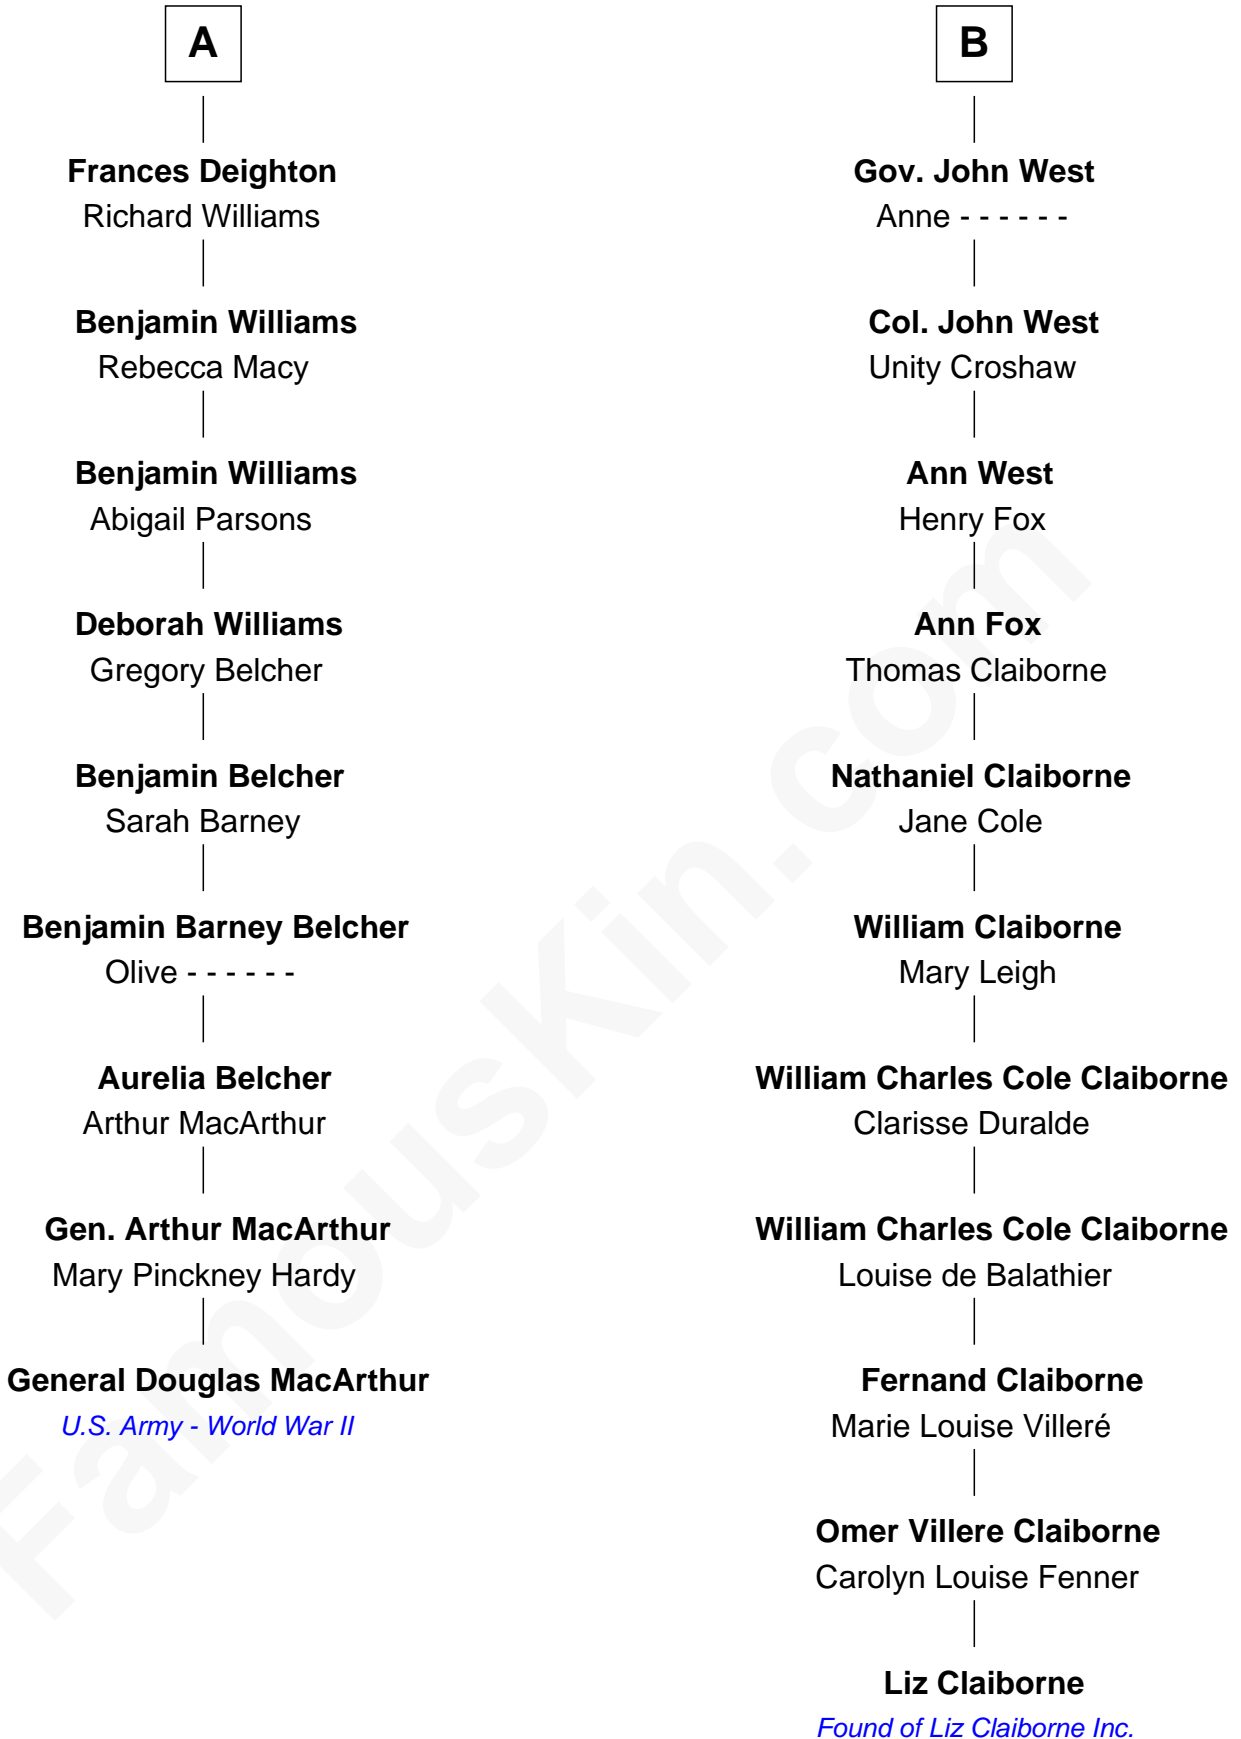 A
Frances Deighton
Richard Williams
Benjamin Williams
Rebecca Macy
Benjamin Williams
Abigail Parsons
Deborah Williams
Gregory Belcher
Benjamin Belcher
Sarah Barney
Benjamin Barney Belcher
Olive - - - - - -
Aurelia Belcher
Arthur MacArthur
Gen. Arthur MacArthur
Mary Pinckney Hardy
General Douglas MacArthur
U.S. Army - World War II
B
Gov. John West
Anne - - - - - -
Col. John West
Unity Croshaw
Ann West
Henry Fox
Ann Fox
Thomas Claiborne
Nathaniel Claiborne
Jane Cole
William Claiborne
Mary Leigh
William Charles Cole Claiborne
Clarisse Duralde
William Charles Cole Claiborne
Louise de Balathier
Fernand Claiborne
Marie Louise Villeré
Omer Villere Claiborne
Carolyn Louise Fenner
Liz Claiborne
Found of Liz Claiborne Inc.
FamousKin.com